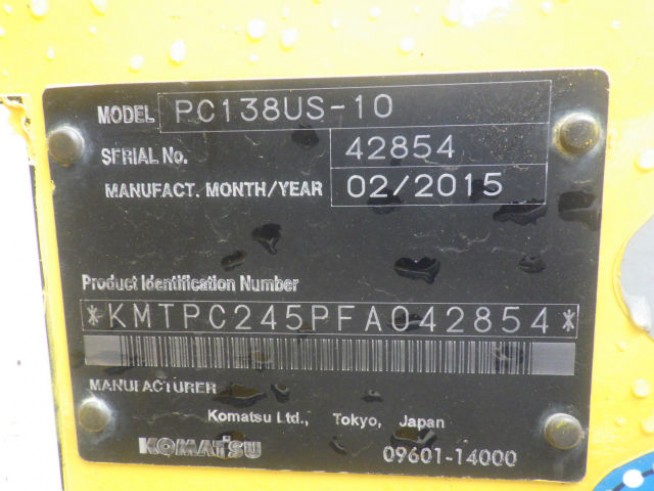 MODEL PC138US-10
SERIAL No. 42854
MANUFACT. MONTH/YEAR 02/2015
Product Identification Number
*KMTPC245PFA042854*
MANUFACTURER
Komatsu Ltd., Tokyo, Japan
KOMATSU 09601-14000